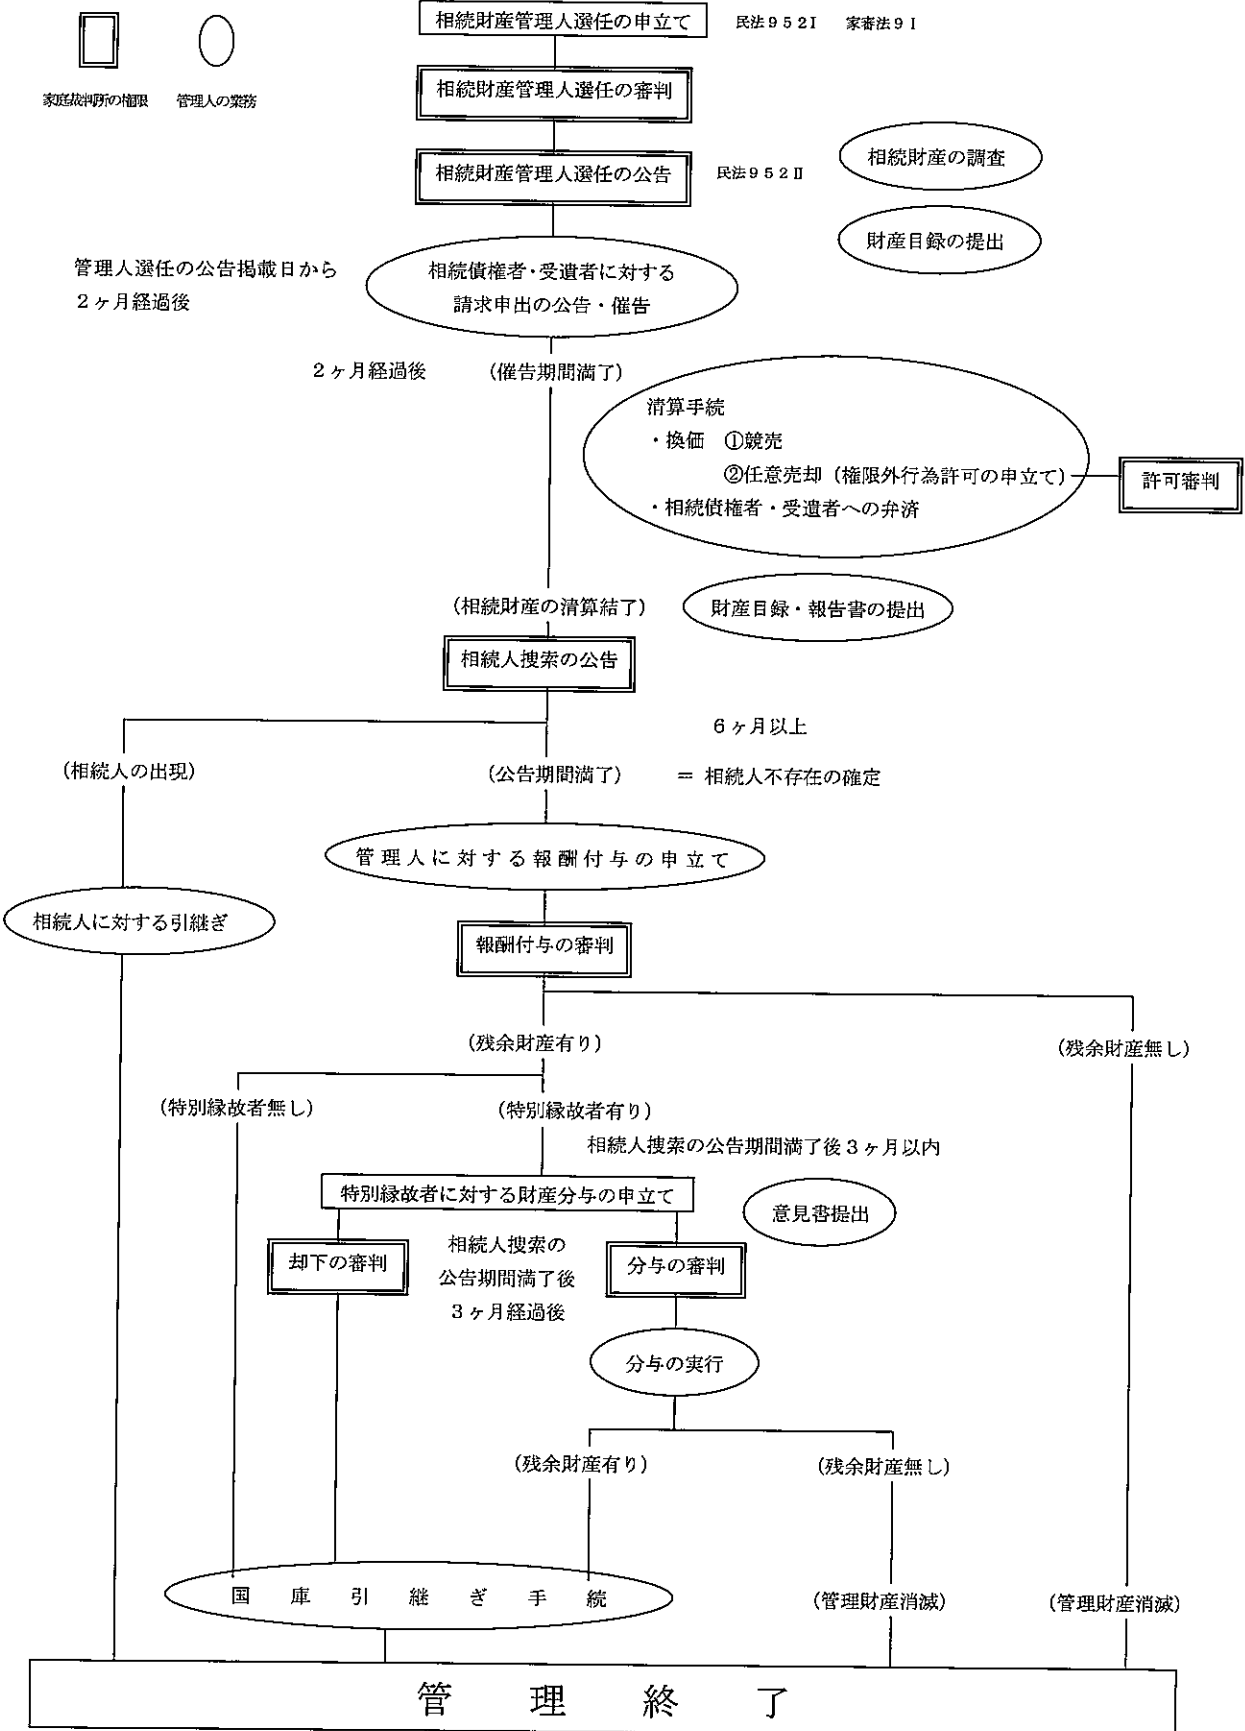 相続財産管理人選任の申立て
民法952Ⅰ 家審法9Ⅰ
家庭裁判所の権限
管理人の業務
相続財産管理人選任の審判
相続財産管理人選任の公告
民法952Ⅱ
相続財産の調査
財産目録の提出
管理人選任の公告掲載日から
2ヶ月経過後
相続債権者・受遺者に対する
請求申出の公告・催告
2ヶ月経過後
(催告期間満了)
清算手続
・換価 ①競売
②任意売却(権限外行為許可の申立て)
・相続債権者・受遺者への弁済
許可審判
(相続財産の清算結了)
財産目録・報告書の提出
相続人捜索の公告
6ヶ月以上
(相続人の出現)
(公告期間満了)
= 相続人不存在の確定
管理人に対する報酬付与の申立て
相続人に対する引継ぎ
報酬付与の審判
(残余財産有り)
(残余財産無し)
(特別縁故者無し)
(特別縁故者有り)
相続人捜索の公告期間満了後3ヶ月以内
特別縁故者に対する財産分与の申立て
意見書提出
却下の審判
相続人捜索の
公告期間満了後
3ヶ月経過後
分与の審判
分与の実行
(残余財産有り)
(残余財産無し)
国庫引継ぎ手続
(管理財産消滅)
(管理財産消滅)
管理終了